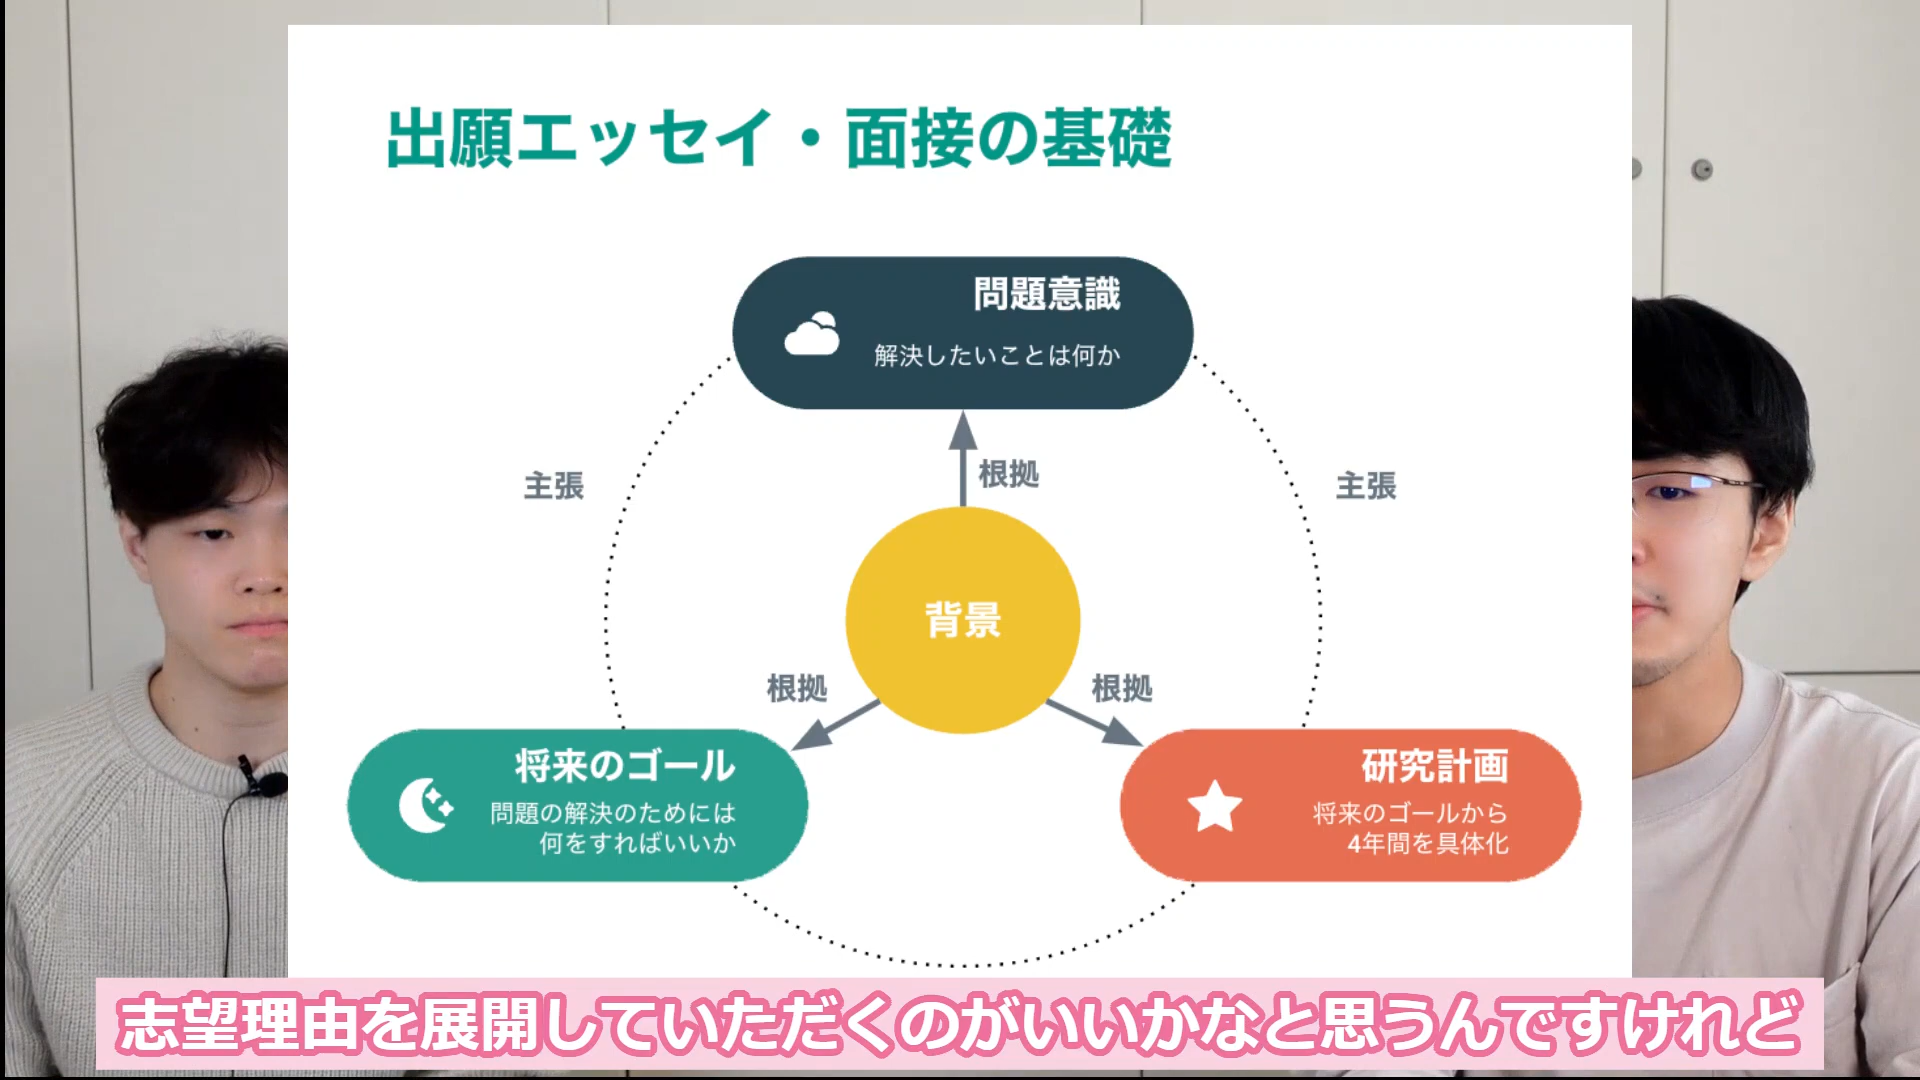 出願エッセイ・面接の基礎
問題意識
解決したいことは何か
主張
根拠
主張
背景
根拠
根拠
将来のゴール
問題の解決のためには
何をすればいいか
研究計画
将来のゴールから
4年間を具体化
志望理由を展開していただくのがいいかなと思うんですけれど